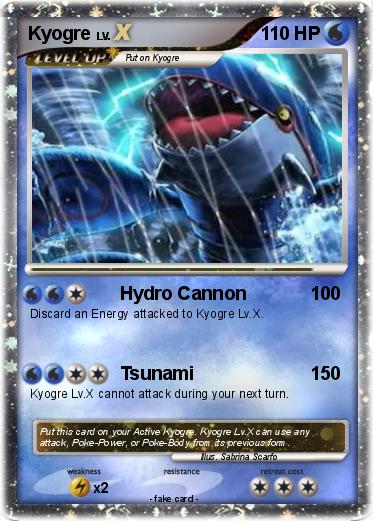 Kyogre LV. X 110 HP
LEVEL-UP Put on Kyogre
Hydro Cannon 100
Discard an Energy attacked to Kyogre Lv.X.
Tsunami 150
Kyogre Lv.X cannot attack during your next turn.
Put this card on your Active Kyogre. Kyogre Lv.X can use any
attack, Poke-Power, or Poke-Body from its previous form.
Illus. Sabrina Scarfo
weakness resistance retreat cost
x2
- fake card -